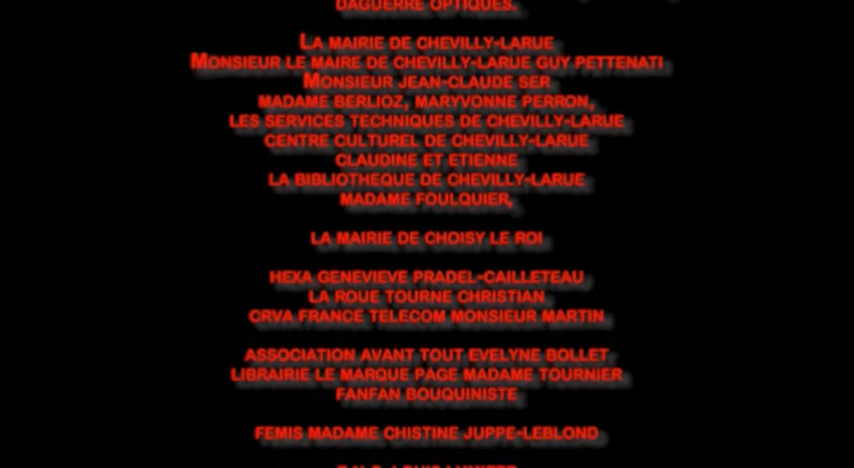 DAGUERRE OPTIQUES.
LA MAIRIE DE CHEVILLY-LARUE
MONSIEUR LE MAIRE DE CHEVILLY-LARUE GUY PETTENATI
MONSIEUR JEAN-CLAUDE SER
MADAME BERLIOZ, MARYVONNE PERRON,
LES SERVICES TECHNIQUES DE CHEVILLY-LARUE
CENTRE CULTUREL DE CHEVILLY-LARUE
CLAUDINE ET ETIENNE
LA BIBLIOTHEQUE DE CHEVILLY-LARUE
MADAME FOULQUIER,
LA MAIRIE DE CHOISY LE ROI
HEXA GENEVIEVE PRADEL-CAILLETEAU
LA ROUE TOURNE CHRISTIAN
CRVA FRANCE TELECOM MONSIEUR MARTIN
ASSOCIATION AVANT TOUT EVELYNE BOLLET
LIBRAIRIE LE MARQUE PAGE MADAME TOURNIER
FANFAN BOUQUINISTE
FEMIS MADAME CHISTINE JUPPE-LEBLOND